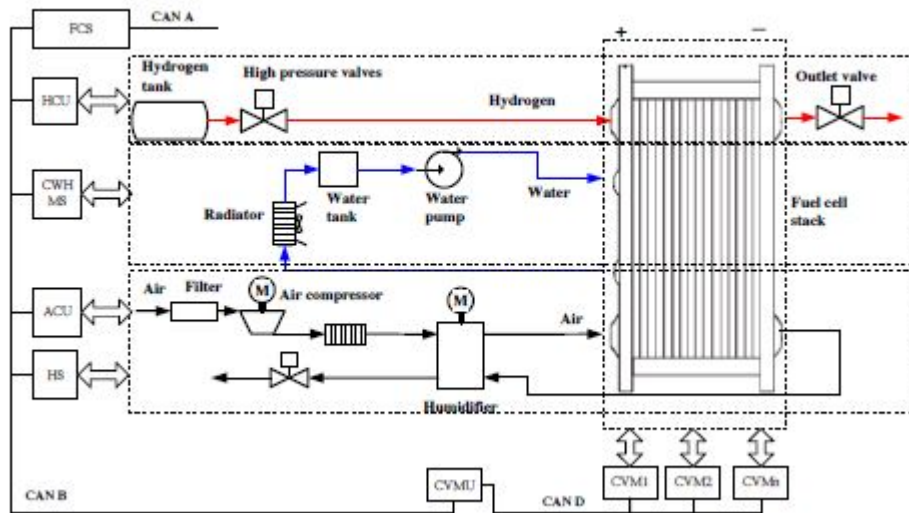 CAN A
FCS
+
−
Hydrogen
tank
High pressure valves
Outlet valve
HCU
Hydrogen
CWH
MS
Water
tank
Water
pump
Water
Radiator
Fuel cell
stack
Air
Filter
M
Air compressor
M
Air
ACU
HS
Humidifier
CAN B
CVMU
CAN D
CVM1
CVM2
CVMn